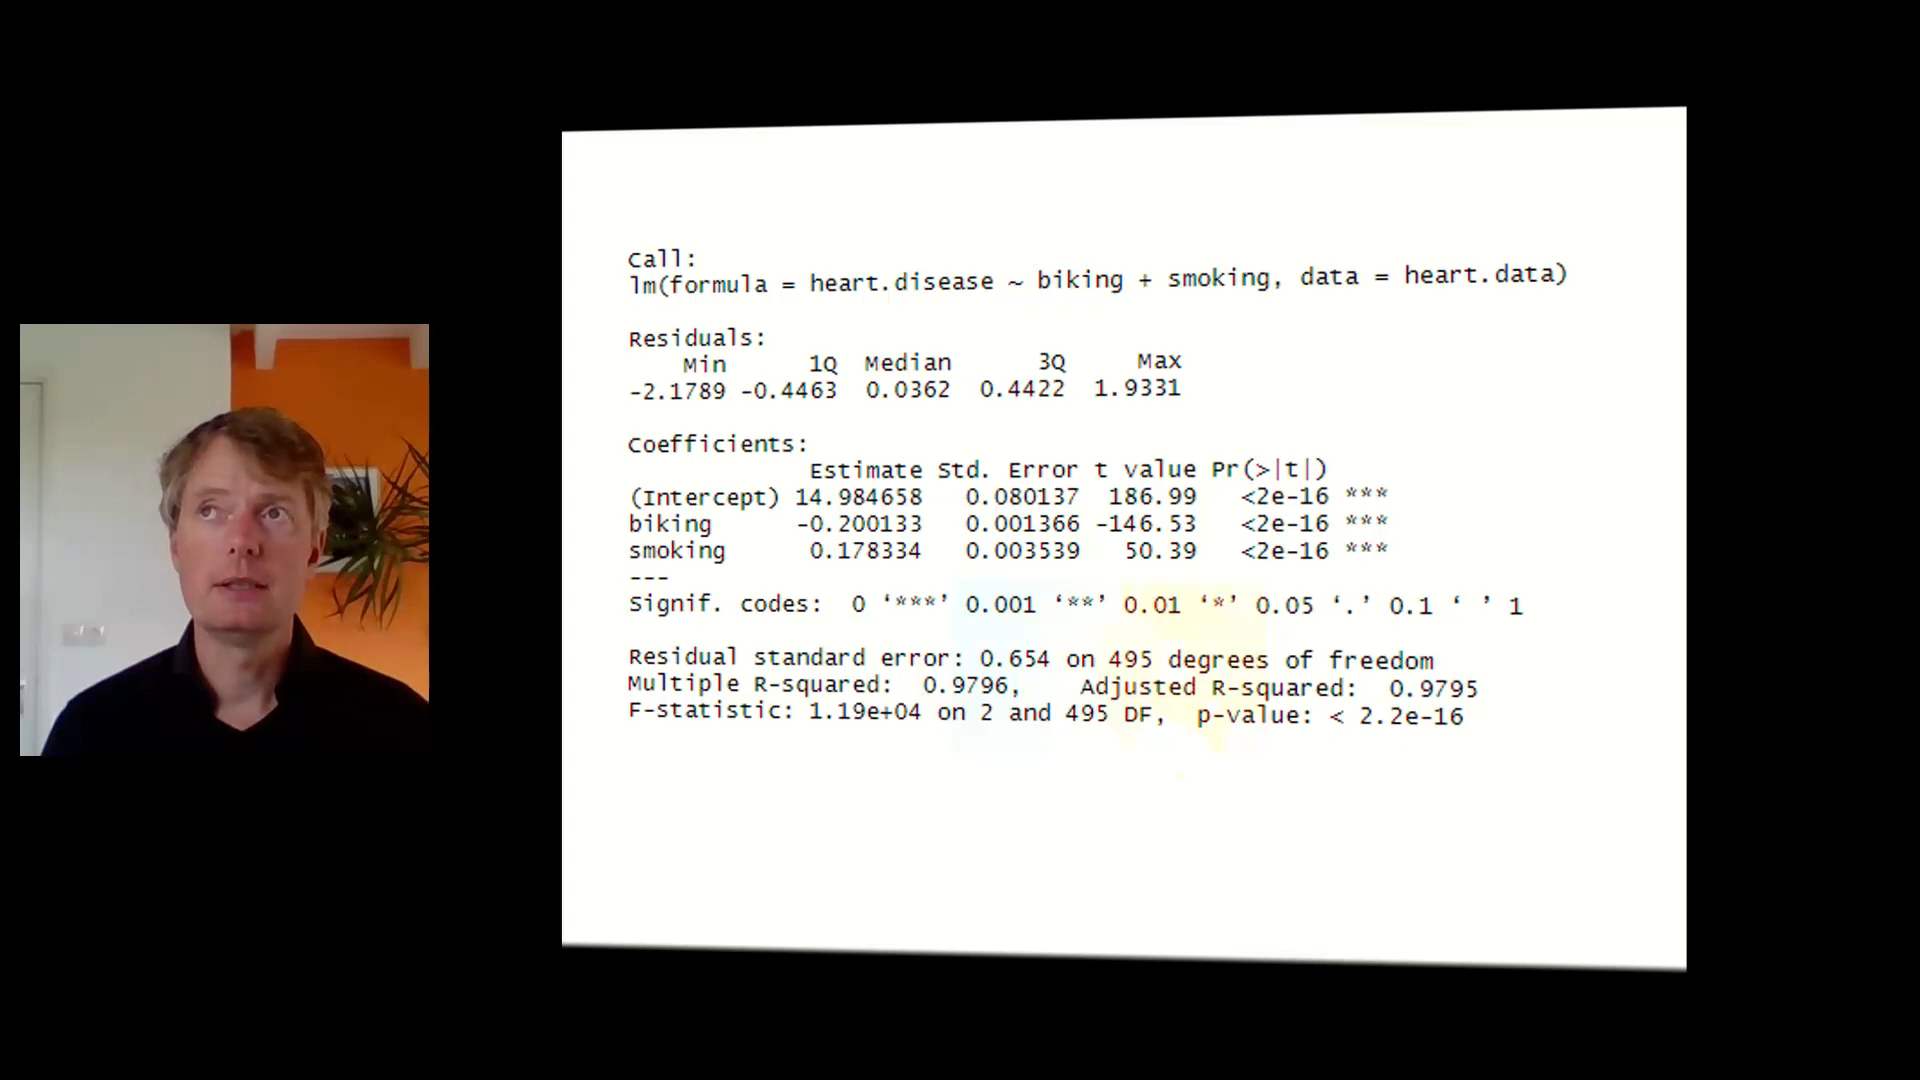 Call:
lm(formula = heart.disease ~ biking + smoking, data = heart.data)
Residuals:
Min 1Q Median 3Q Max
-2.1789 -0.4463 0.0362 0.4422 1.9331
Coefficients:
Estimate Std. Error t value Pr(>|t|)
(Intercept) 14.984658 0.080137 186.99 <2e-16 ***
biking -0.200133 0.001366 -146.53 <2e-16 ***
smoking 0.178334 0.003539 50.39 <2e-16 ***
---
Signif. codes: 0 ‘***’ 0.001 ‘**’ 0.01 ‘*’ 0.05 ‘.’ 0.1 ‘ ’ 1
Residual standard error: 0.654 on 495 degrees of freedom
Multiple R-squared: 0.9796, Adjusted R-squared: 0.9795
F-statistic: 1.19e+04 on 2 and 495 DF, p-value: < 2.2e-16